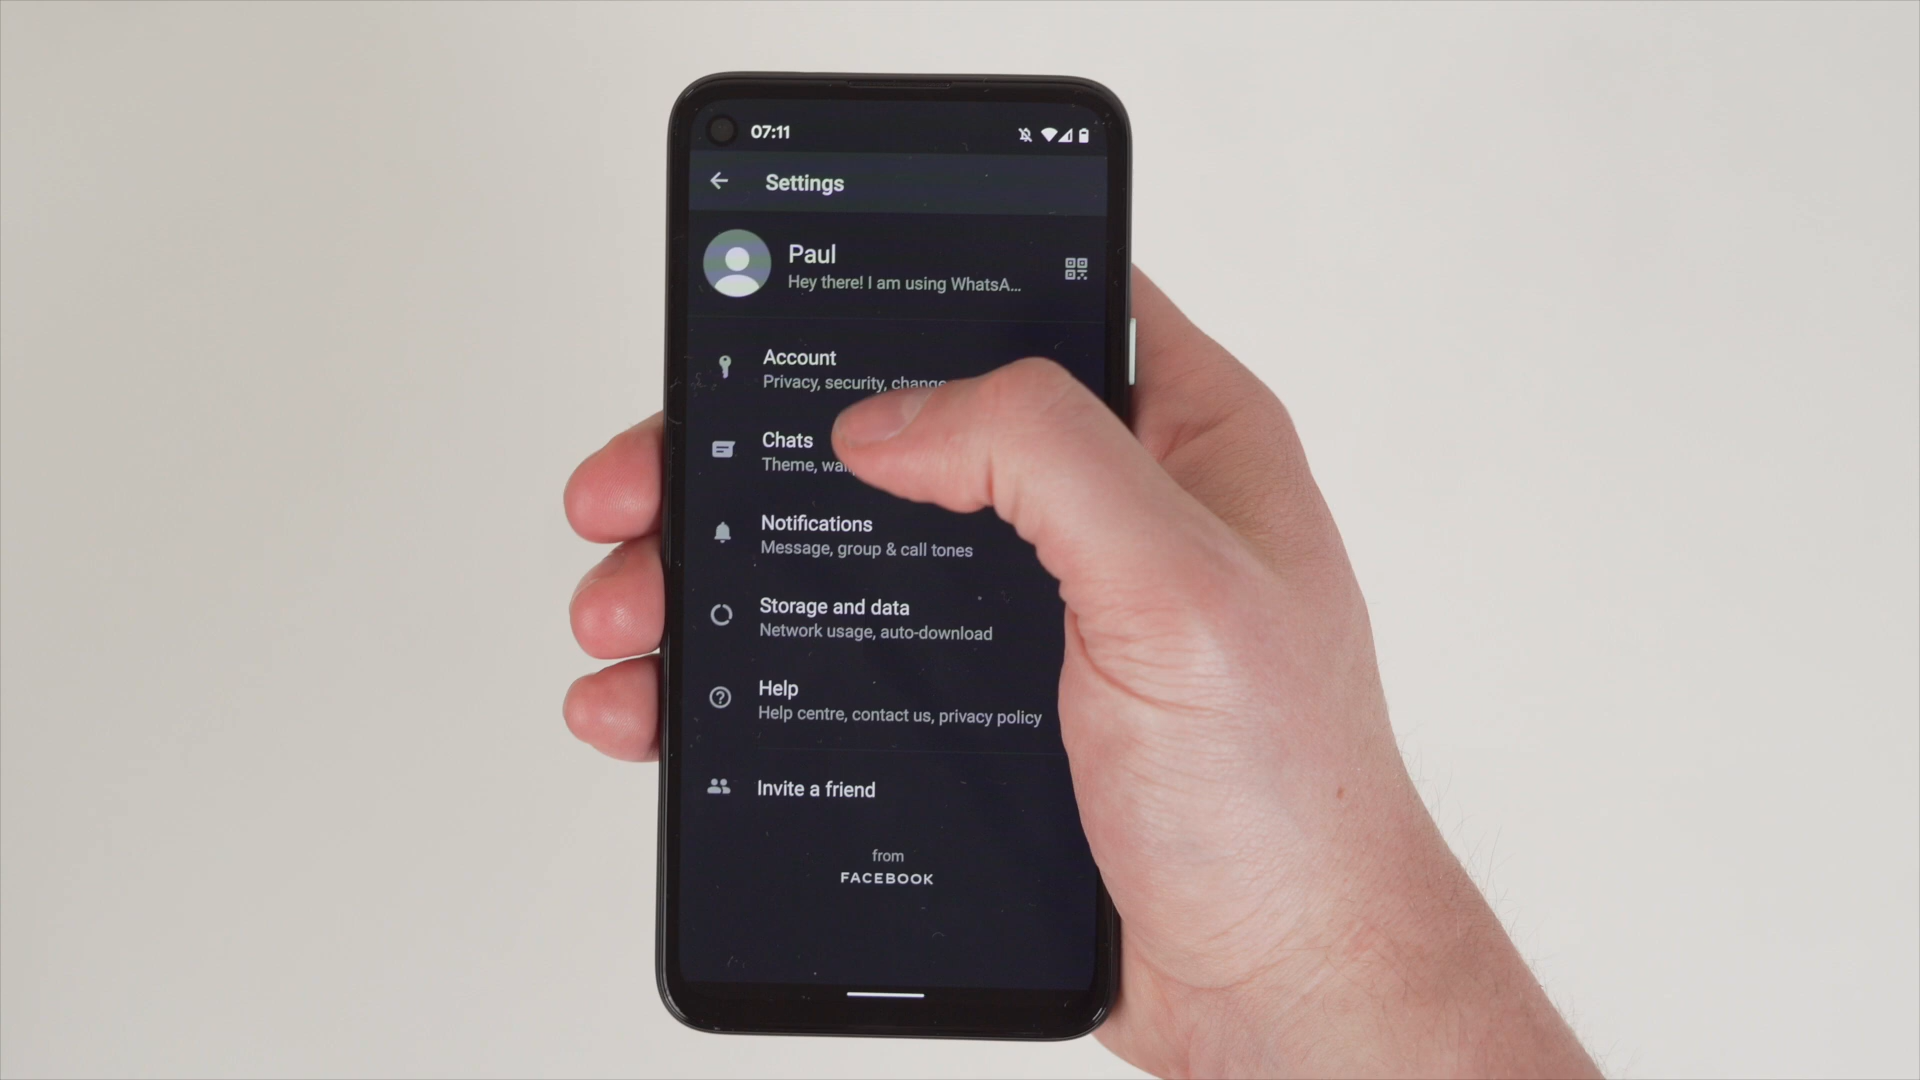 07:11
Settings
Paul
Hey there! I am using WhatsA...
Account
Privacy, security, change
Chats
Theme,
Notifications
Message, group & call tones
Storage and data
Network usage, auto-download
Help
Help centre, contact us, privacy policy
Invite a friend
from
FACEBOOK